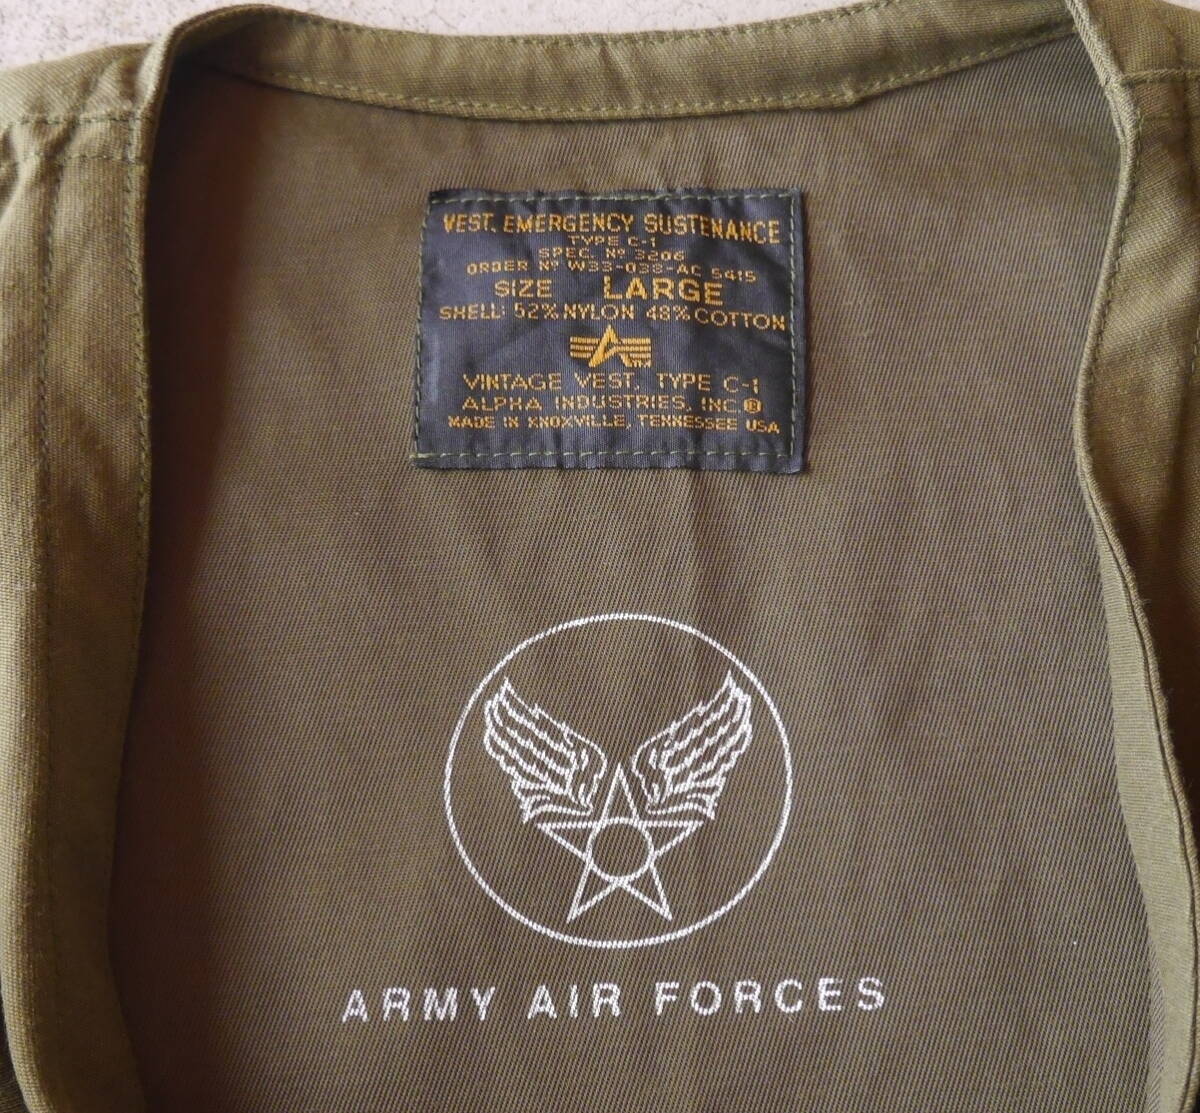 VEST, EMERGENCY SUSTENANCE
TYPE C-1
SPEC. Nº 3206
ORDER Nº W33-038-AC 5415
SIZE LARGE
SHELL: 52% NYLON 48% COTTON
TM
VINTAGE VEST, TYPE C-1
ALPHA INDUSTRIES, INC.®
MADE IN KNOXVILLE, TENNESSEE USA
ARMY AIR FORCES